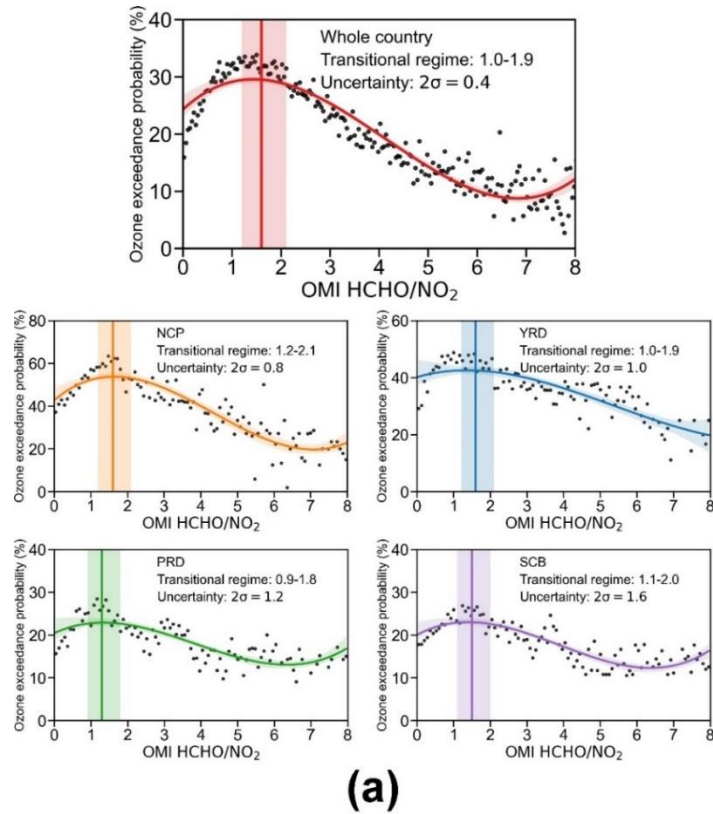 Ozone exceedance probability (%)
40
30
20
10
0
Whole country
Transitional regime: 1.0-1.9
Uncertainty: 2σ = 0.4
0 1 2 3 4 5 6 7 8
OMI HCHO/NO₂
Ozone exceedance probability (%)
80
60
40
20
0
NCP
Transitional regime: 1.2-2.1
Uncertainty: 2σ = 0.8
0 1 2 3 4 5 6 7 8
OMI HCHO/NO₂
Ozone exceedance probability (%)
60
40
20
0
YRD
Transitional regime: 1.0-1.9
Uncertainty: 2σ = 1.0
0 1 2 3 4 5 6 7 8
OMI HCHO/NO₂
Ozone exceedance probability (%)
40
30
20
10
0
PRD
Transitional regime: 0.9-1.8
Uncertainty: 2σ = 1.2
0 1 2 3 4 5 6 7 8
OMI HCHO/NO₂
Ozone exceedance probability (%)
40
30
20
10
0
SCB
Transitional regime: 1.1-2.0
Uncertainty: 2σ = 1.6
0 1 2 3 4 5 6 7 8
OMI HCHO/NO₂
(a)